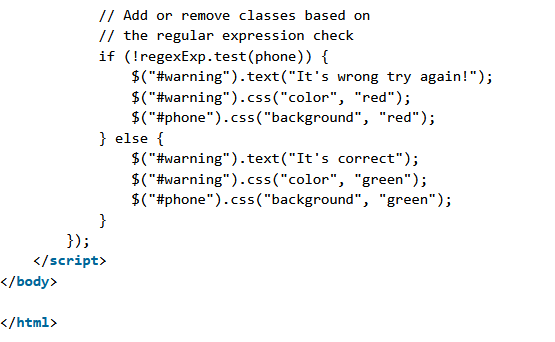 // Add or remove classes based on
// the regular expression check
if (!regexExp.test(phone)) {
$("#warning").text("It's wrong try again!");
$("#warning").css("color", "red");
$("#phone").css("background", "red");
} else {
$("#warning").text("It's correct");
$("#warning").css("color", "green");
$("#phone").css("background", "green");
}
});
</script>
</body>
</html>